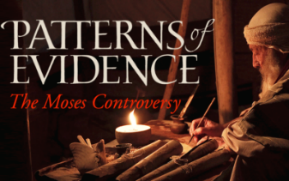 PATTERNS of
EVIDENCE
The Moses Controversy